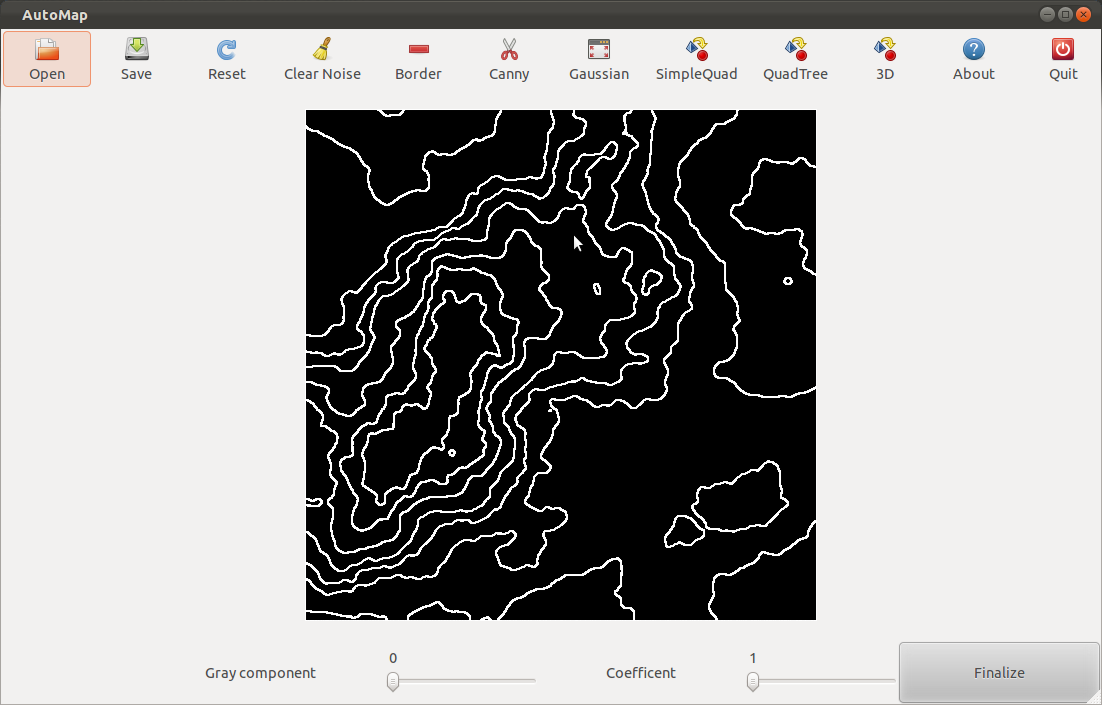 AutoMap
Open Save Reset Clear Noise Border Canny Gaussian SimpleQuad QuadTree 3D About Quit
0 1
Gray component Coefficent Finalize